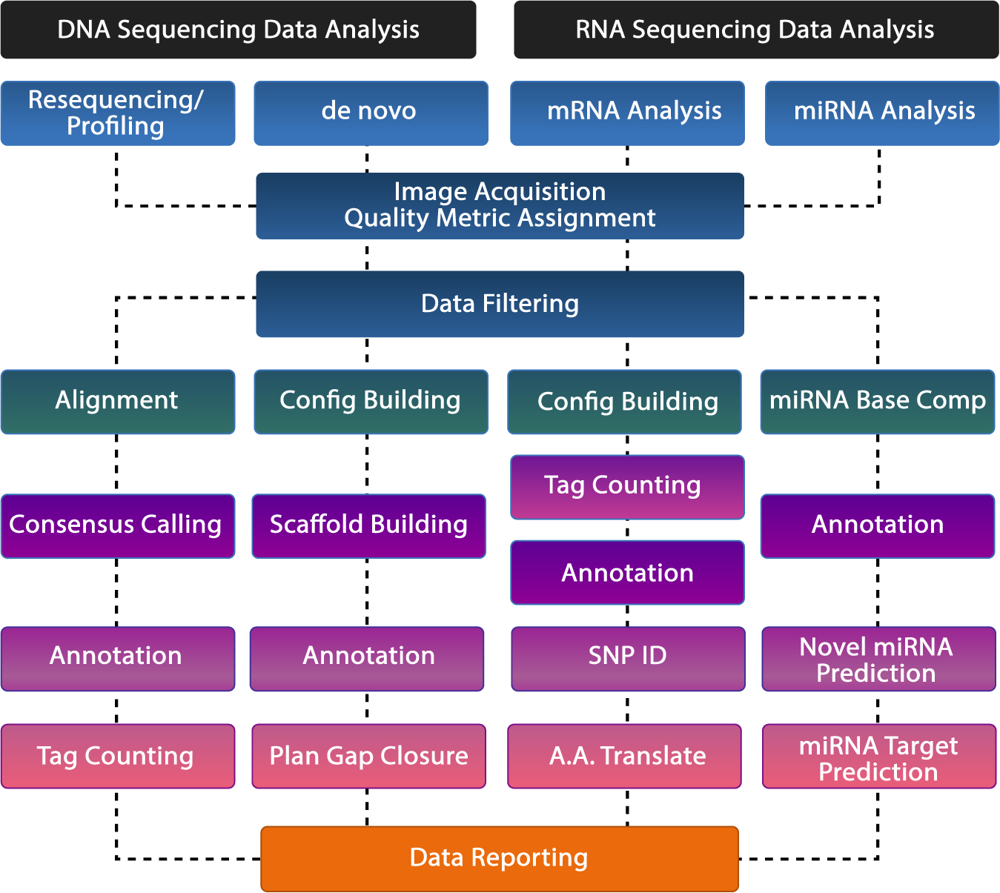 DNA Sequencing Data Analysis
RNA Sequencing Data Analysis
Resequencing/
Profiling
de novo
mRNA Analysis
miRNA Analysis
Image Acquisition
Quality Metric Assignment
Data Filtering
Alignment
Config Building
Config Building
miRNA Base Comp
Tag Counting
Consensus Calling
Scaffold Building
Annotation
Annotation
Annotation
Annotation
SNP ID
Novel miRNA
Prediction
Tag Counting
Plan Gap Closure
A.A. Translate
miRNA Target
Prediction
Data Reporting